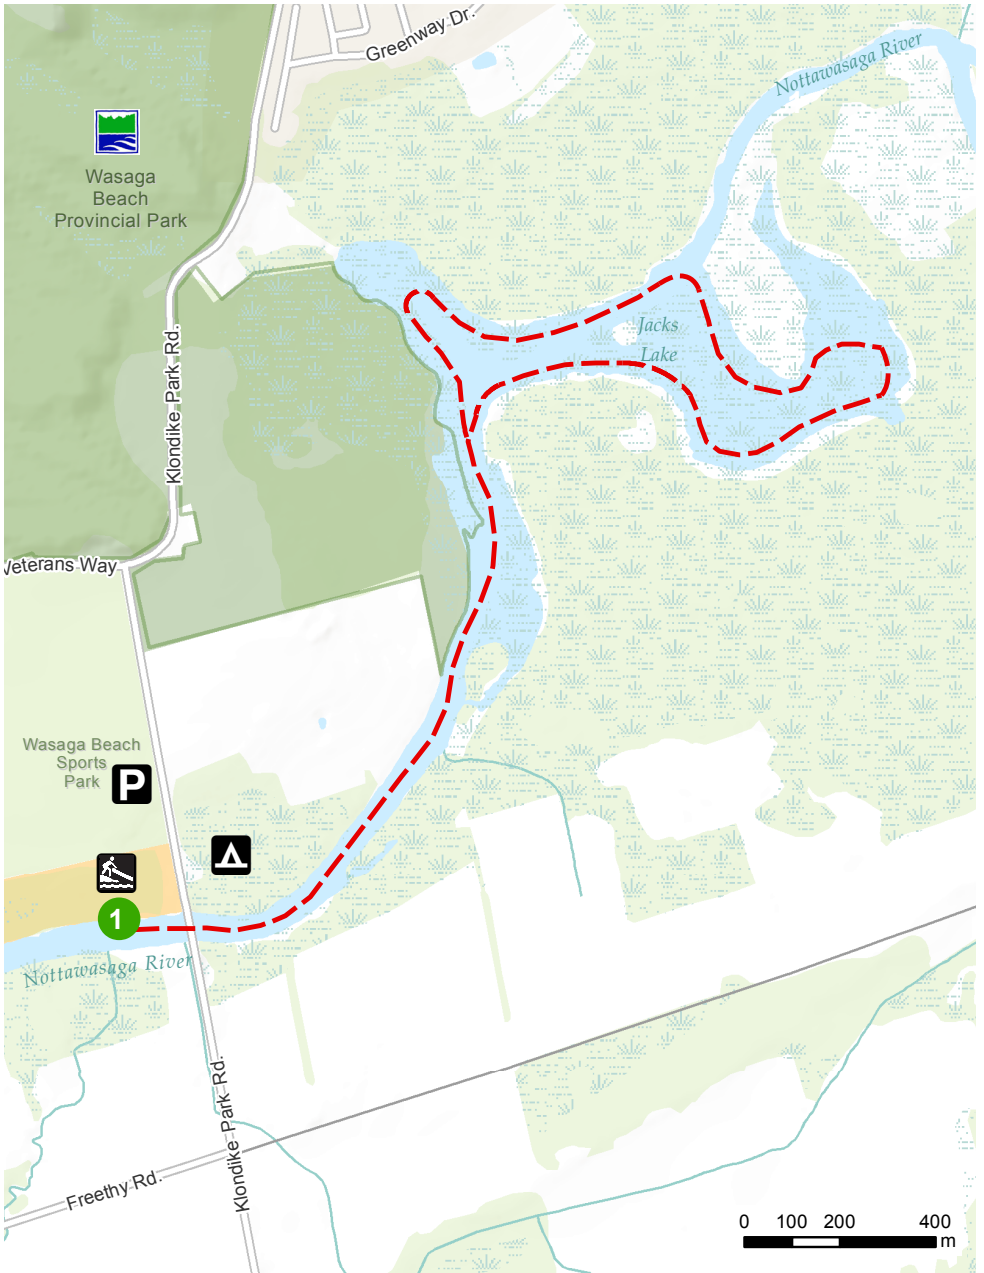 Greenway Dr.
Nottawasaga River
Wasaga
Beach
Provincial Park
Jacks
Lake
Klondike Park Rd.
Veterans Way
Wasaga Beach
Sports
Park
P
1
Nottawasaga River
Klondike Park Rd.
Freethy Rd.
0 100 200 400
m